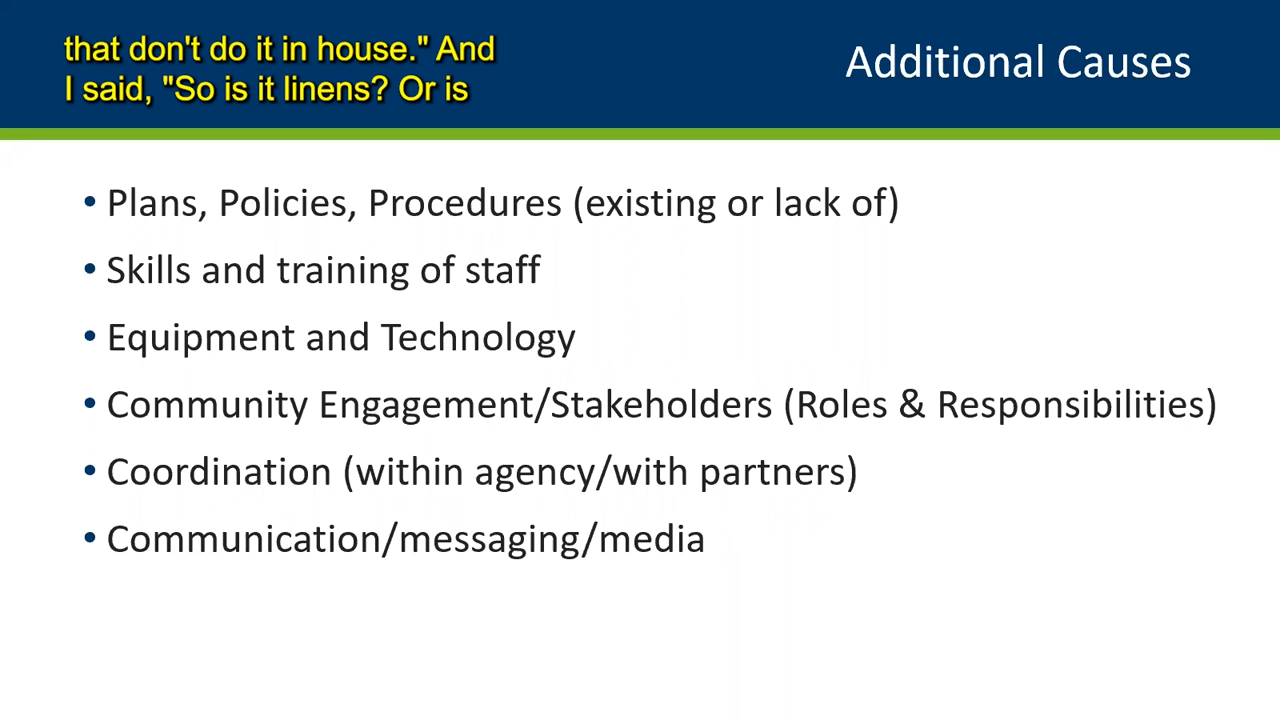 that don't do it in house." And
I said, "So is it linens? Or is
Additional Causes
• Plans, Policies, Procedures (existing or lack of)
• Skills and training of staff
• Equipment and Technology
• Community Engagement/Stakeholders (Roles & Responsibilities)
• Coordination (within agency/with partners)
• Communication/messaging/media